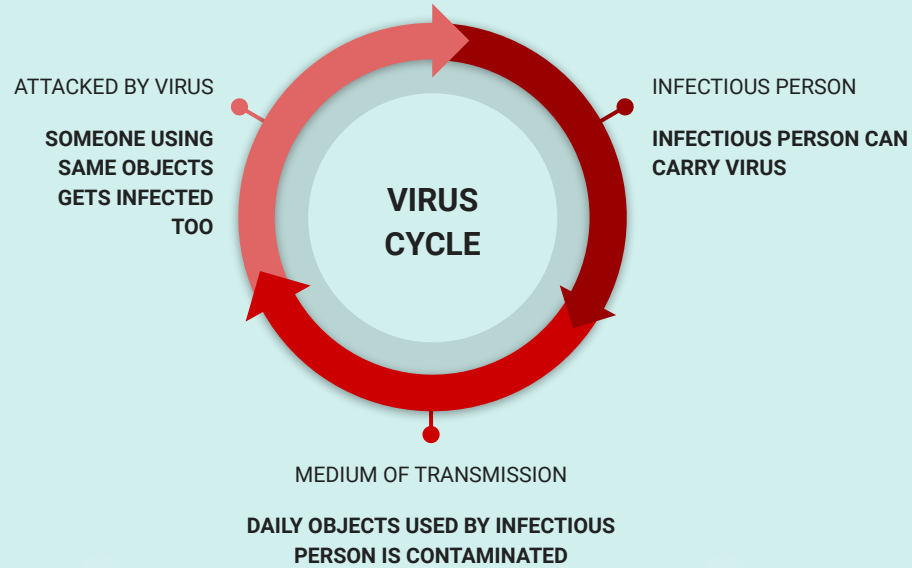 ATTACKED BY VIRUS
SOMEONE USING
SAME OBJECTS
GETS INFECTED
TOO
VIRUS
CYCLE
INFECTIOUS PERSON
INFECTIOUS PERSON CAN
CARRY VIRUS
MEDIUM OF TRANSMISSION
DAILY OBJECTS USED BY INFECTIOUS
PERSON IS CONTAMINATED